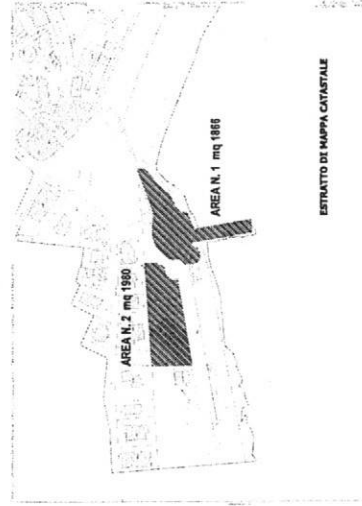 AREA N. 2 mq 1980
AREA N. 1 mq 1866
ESTRATTO DI MAPPA CATASTALE